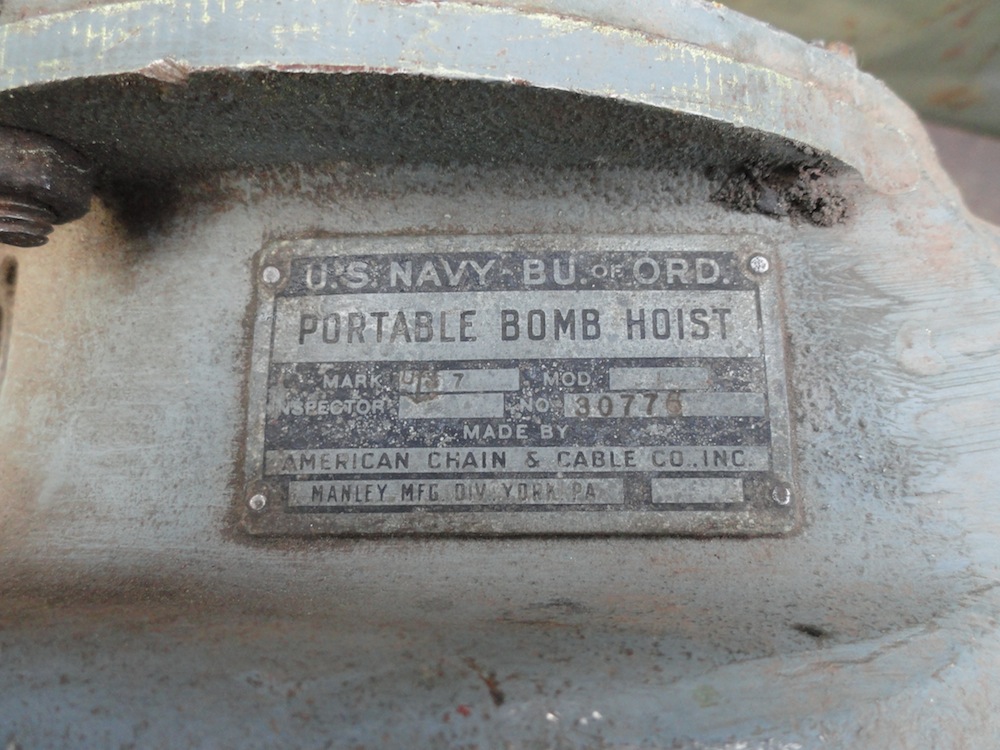 U.S. NAVY - BU. OF ORD.
PORTABLE BOMB HOIST
MARK 7 MOD.
INSPECTOR NO. 30776
MADE BY
AMERICAN CHAIN & CABLE CO., INC.
MANLEY MFG. DIV. YORK, PA.